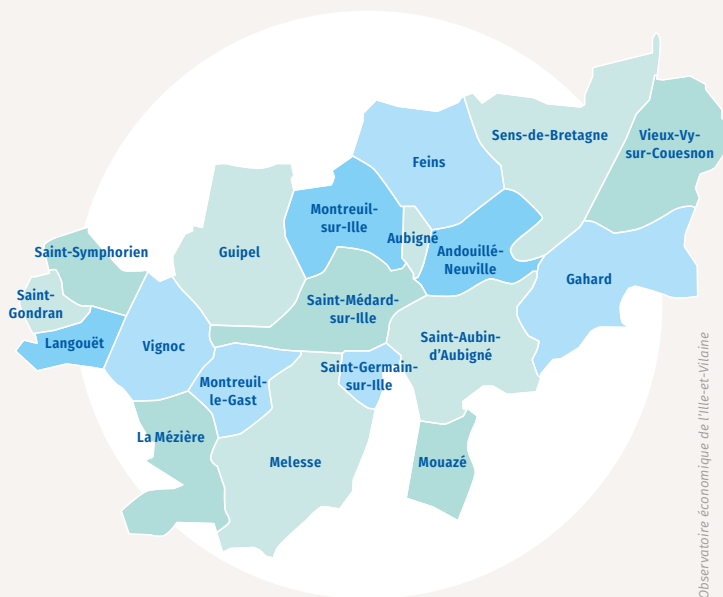 Sens-de-Bretagne
Vieux-Vy-
sur-Couesnon
Feins
Montreuil-
sur-Ille
Aubigné
Andouillé-
Neuville
Saint-Symphorien
Guipel
Gahard
Saint-
Gondran
Saint-Médard-
sur-Ille
Langouët
Vignoc
Saint-Aubin-
d'Aubigné
Montreuil-
le-Gast
Saint-Germain-
sur-Ille
La Mézière
Melesse
Mouazé
Observatoire économique de l'Ille-et-Vilaine